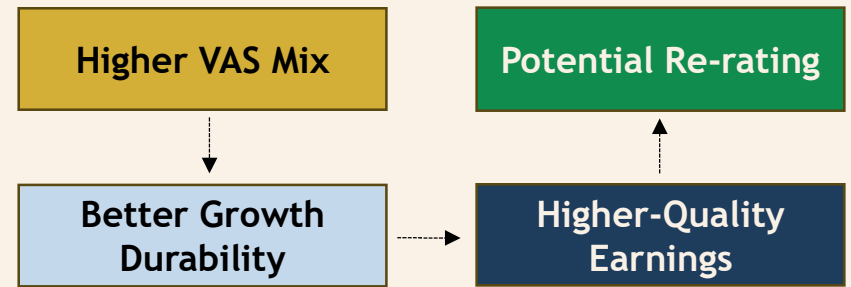 Higher VAS Mix
Potential Re-rating
Better Growth
Durability
Higher-Quality
Earnings